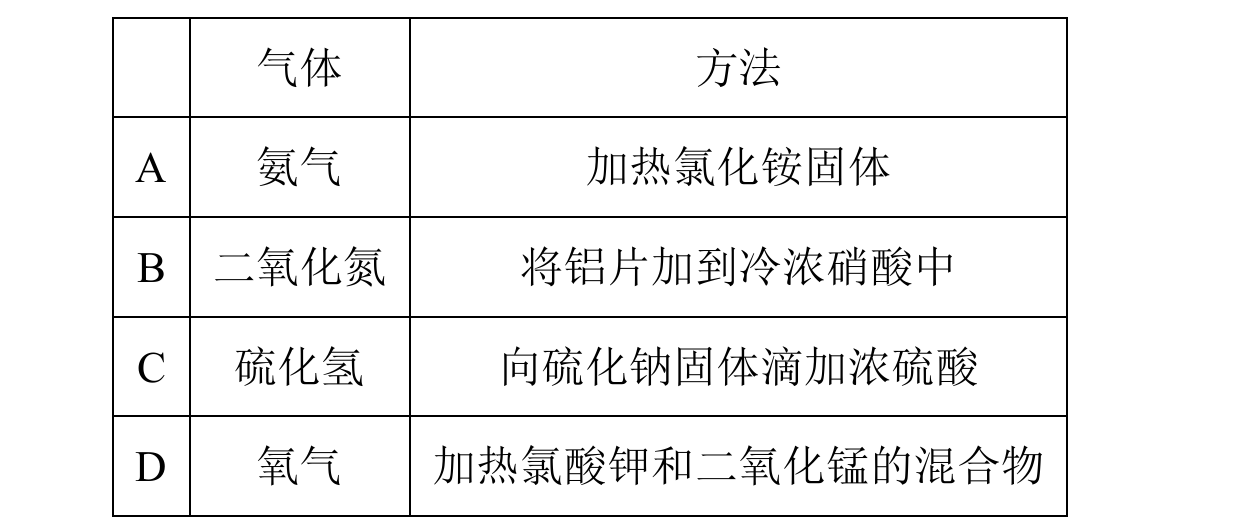 气体 方法
A 氨气 加热氯化铵固体
B 二氧化氮 将铝片加到冷浓硝酸中
C 硫化氢 向硫化钠固体滴加浓硫酸
D 氧气 加热氯酸钾和二氧化锰的混合物